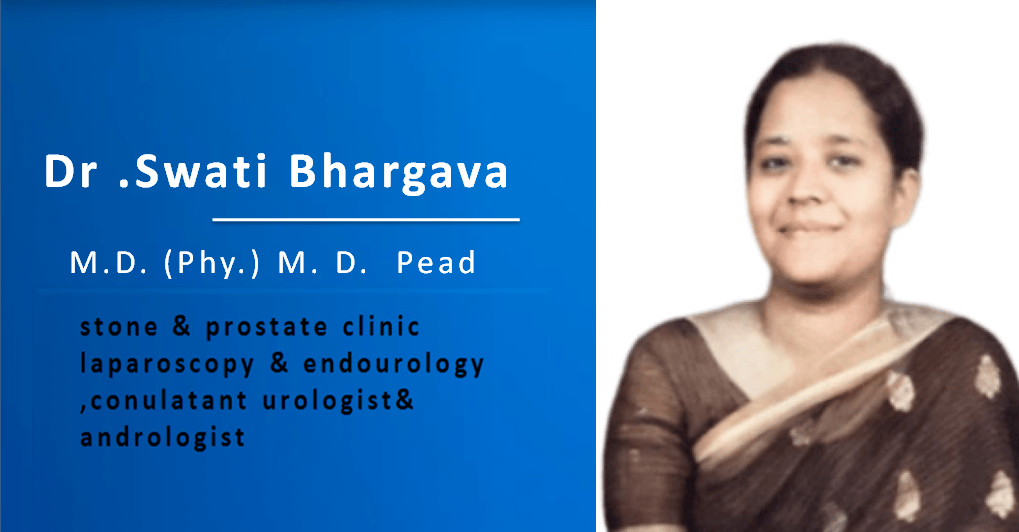 Dr .Swati Bhargava
M.D. (Phy.) M. D. Pead
stone & prostate clinic
laparoscopy & endourology
,conulatant urologist&
andrologist